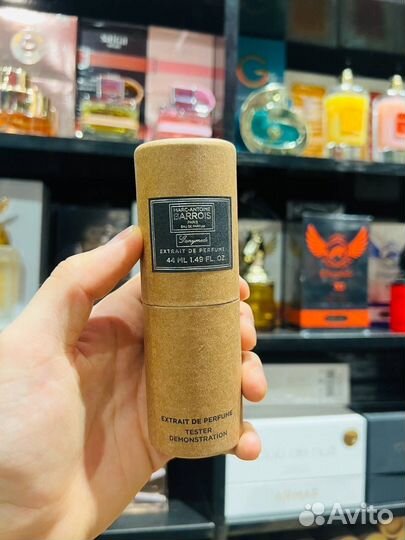 MARC-ANTOINE
BARROIS
PARIS
EAU DE PARFUM
Ganymede
EXTRAIT DE PERFUME
44 ML 1.49 FL. OZ.
EXTRAIT DE PERFUME
TESTER
DEMONSTRATION
Avito